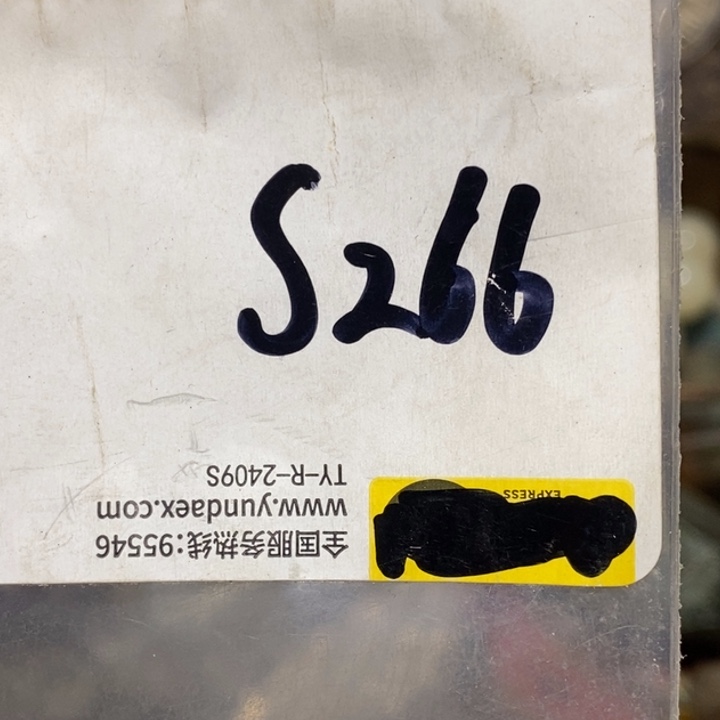 S266
全国服务热线:95546
www.yundaex.com
TY-R-2409S
EXPRESS